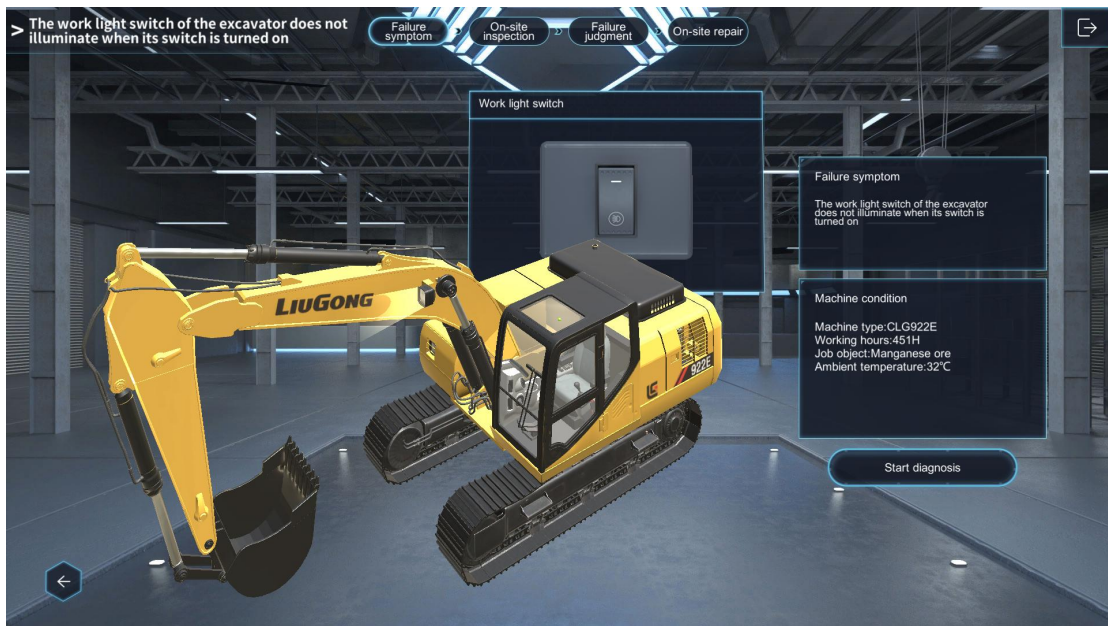 The work light switch of the excavator does not
illuminate when its switch is turned on
Failure
symptom
On-site
inspection
Failure
judgment
On-site repair
Work light switch
Failure symptom
The work light switch of the excavator
does not illuminate when its switch is
turned on
Machine condition
Machine type:CLG922E
Working hours:451H
Job object:Manganese ore
Ambient temperature:32℃
Start diagnosis
LIUGONG
922E